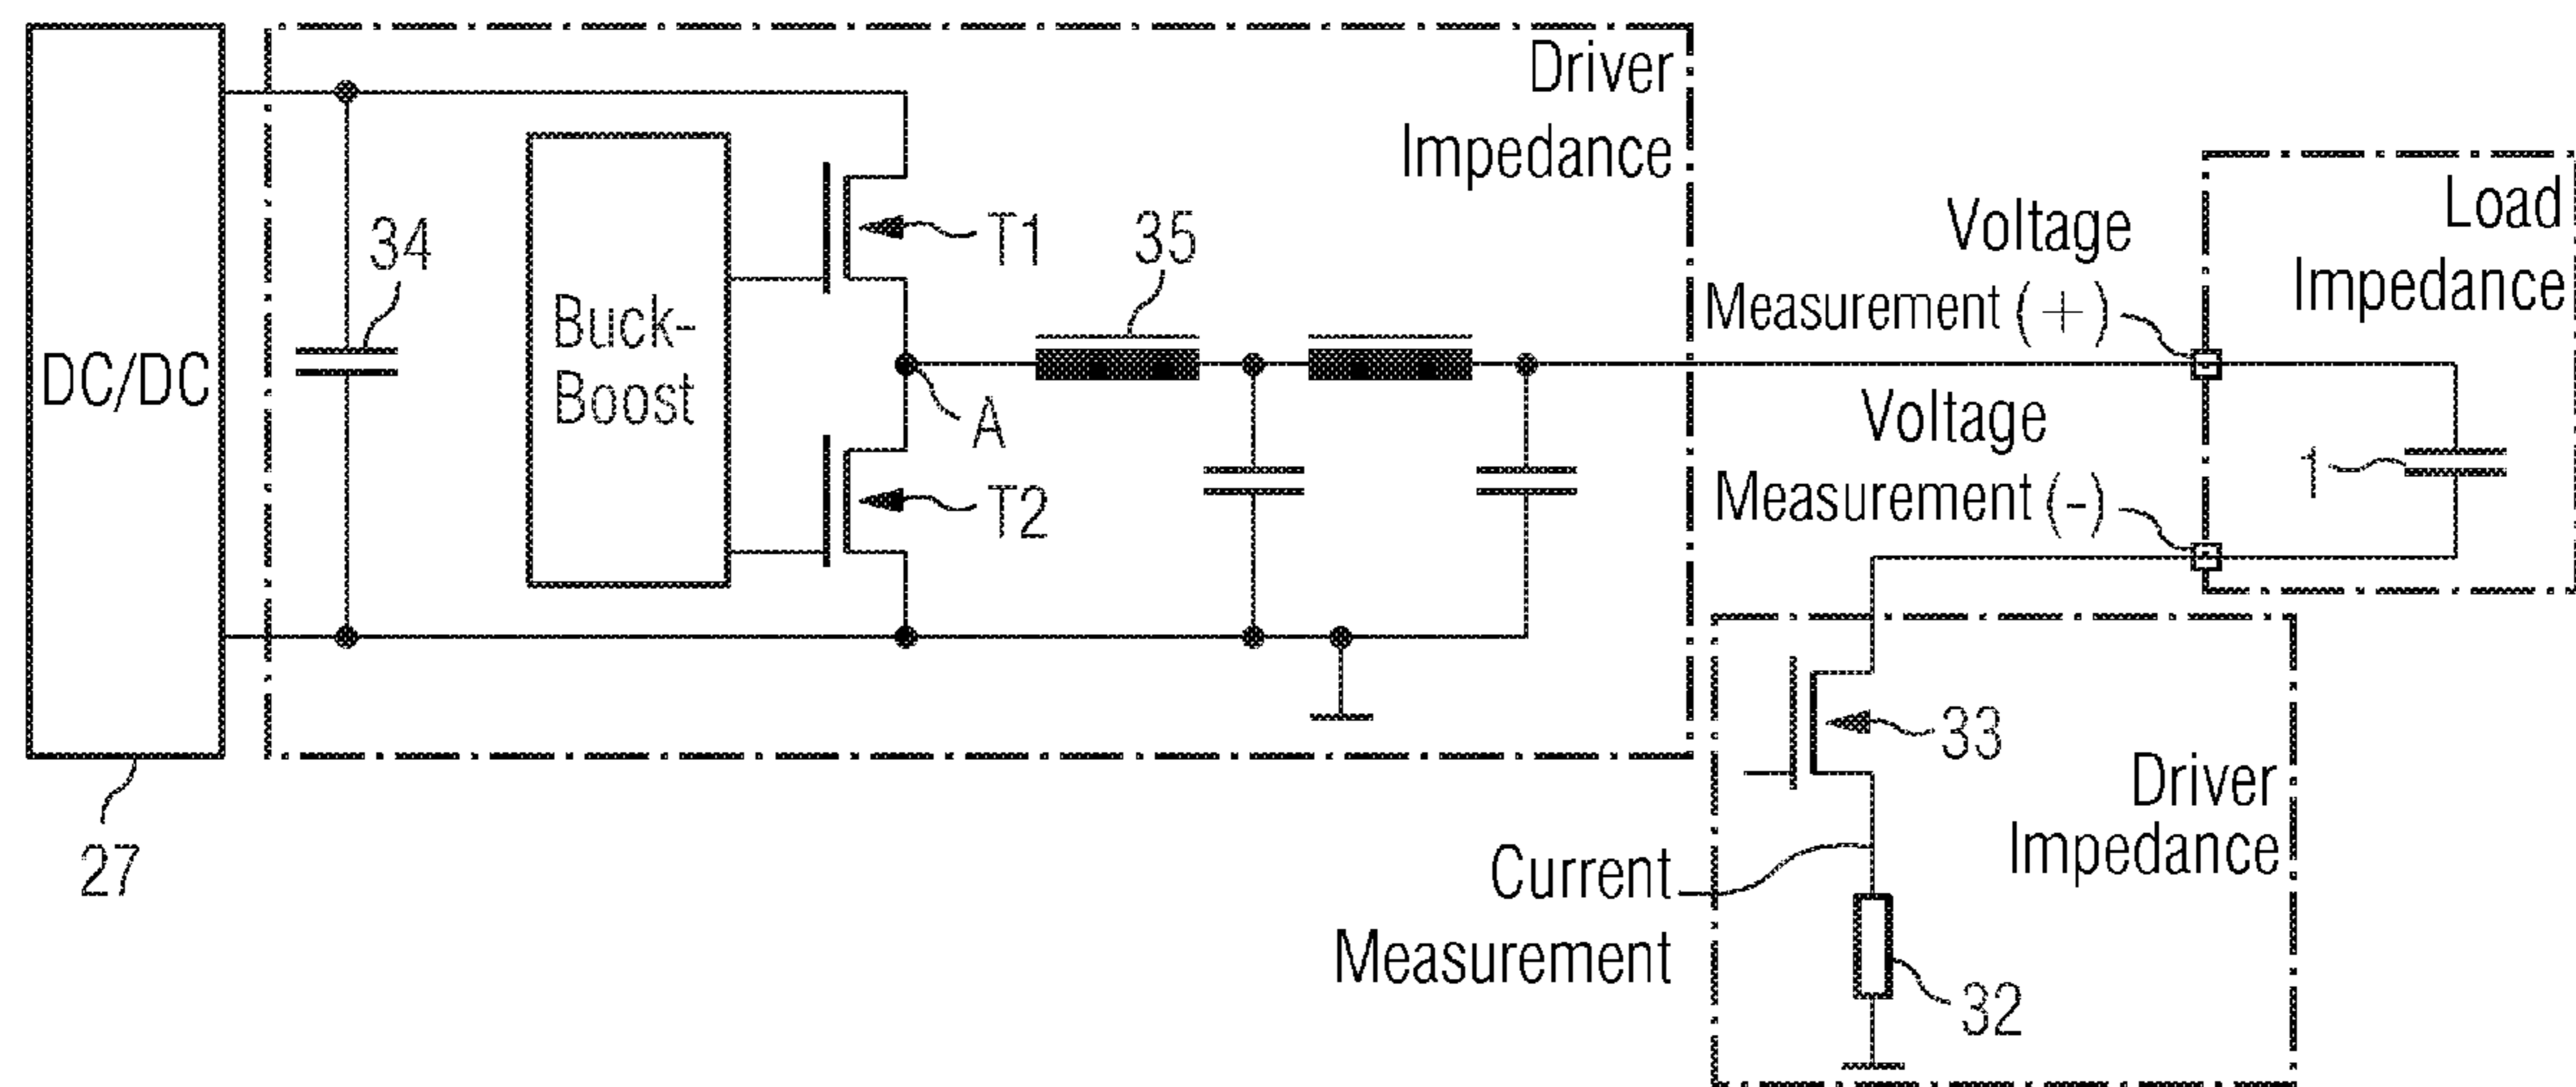 Driver
Impedance
Load
Impedance
34
T1
35
Voltage
Measurement (+)
DC/DC
Buck-
Boost
A
T2
Voltage
Measurement (-)
1
27
33
Driver
Impedance
Current
Measurement
32